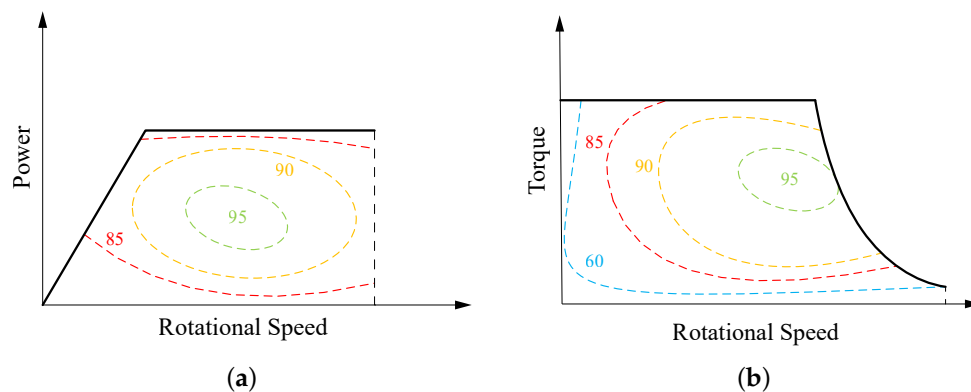 Power
90
95
85
Rotational Speed
(a)
Torque
85
90
95
60
Rotational Speed
(b)